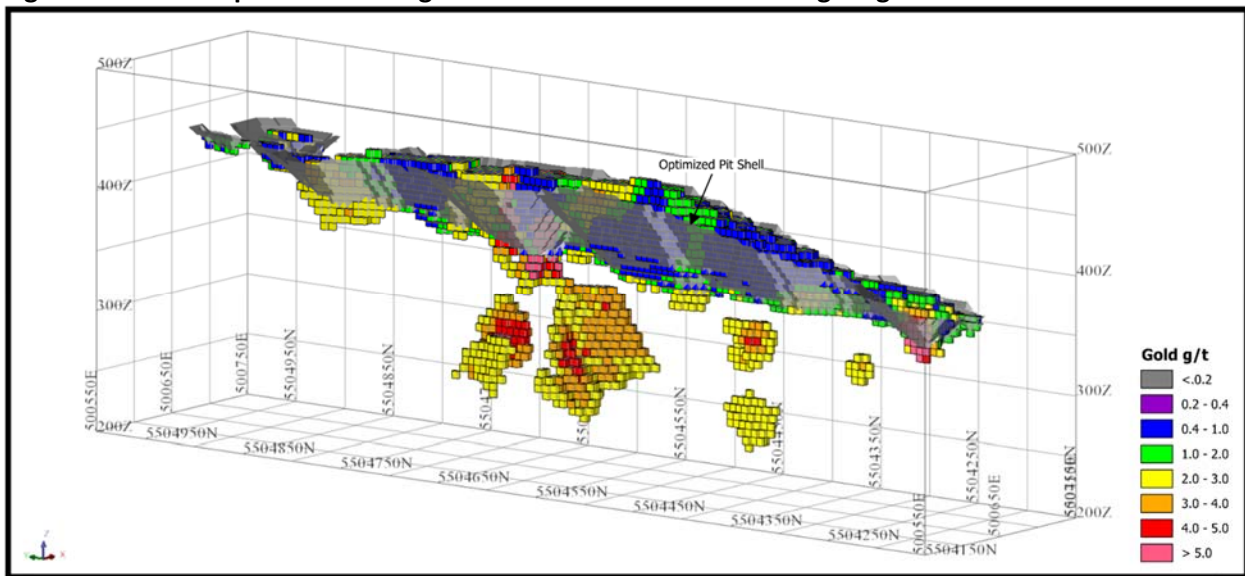 500Z
400Z
300Z
200Z
500Z
400Z
300Z
200Z
Optimized Pit Shell
500550E
500650E
500750E
5504950N
5504850N
5504550N
5504350N
5504250N
500550E
500650E
5504950N
5504850N
5504750N
5504650N
5504550N
5504450N
5504350N
5504250N
5504150N
Gold g/t
<.0.2
0.2 - 0.4
0.4 - 1.0
1.0 - 2.0
2.0 - 3.0
3.0 - 4.0
4.0 - 5.0
> 5.0
Z
Y
X